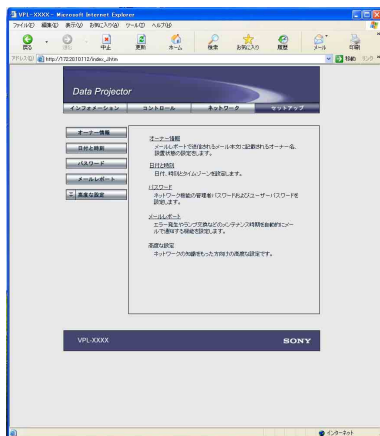 VPL-XXXX - Microsoft Internet Explorer
ファイル(F) 編集(E) 表示(V) お気に入り(A) ツール(T) ヘルプ(H)
戻る 進む 中止 更新 ホーム 検索 お気に入り 履歴 メール 印刷
アドレス(D) http://1722010112/index_J.htm 移動 リンク
Data Projector
インフォメーション コントロール ネットワーク セットアップ
オーナー情報
日付と時刻
パスワード
メールレポート
高度な設定
オーナー情報
メールレポートで送信されるメール本文に記載されるオーナー名、
設置状態の設定をします。
日付と時刻
日付、時刻とタイムゾーンを設定します。
パスワード
ネットワーク機能の管理者パスワードおよびユーザーパスワードを
設定します。
メールレポート
エラー発生やランプ交換などのメンテナンス時期を自動的にメー
ルで通知する機能を設定します。
高度な設定
ネットワークの知識をもった方向けの高度な設定です。
VPL-XXXX SONY
インターネット